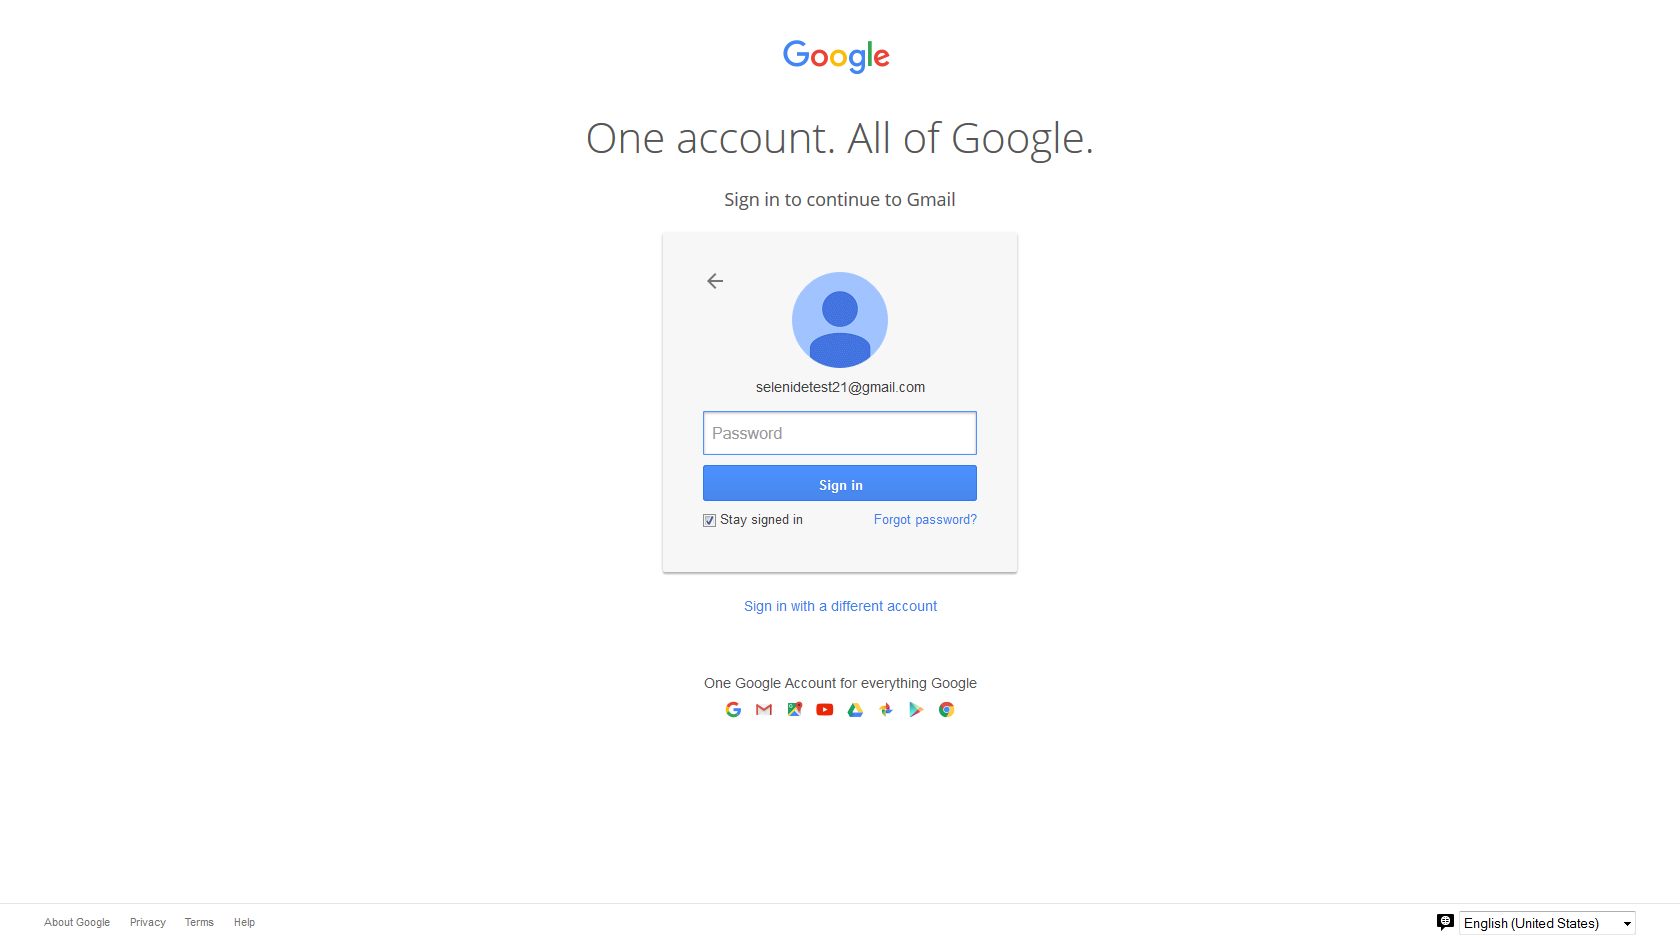 Google
One account. All of Google.
Sign in to continue to Gmail
selenidetest21@gmail.com
Password
Sign in
Stay signed in Forgot password?
Sign in with a different account
One Google Account for everything Google
About Google Privacy Terms Help English (United States)